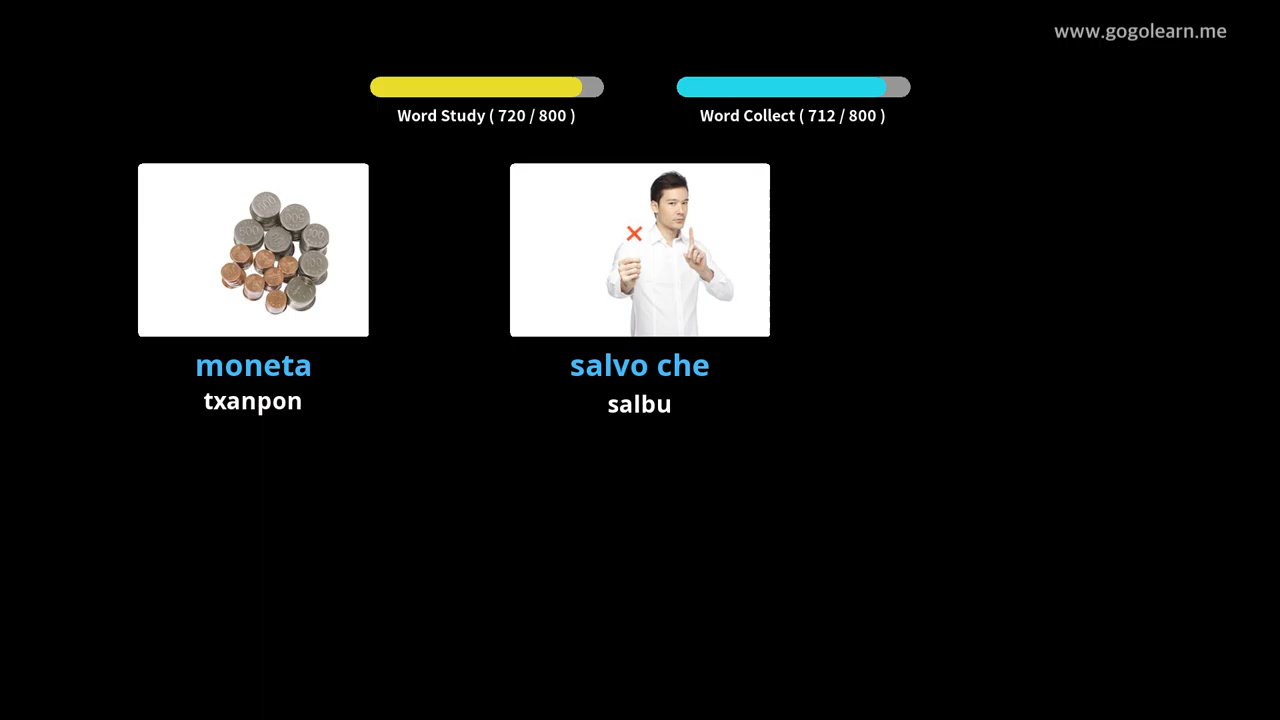 www.gogolearn.me
Word Study ( 720 / 800 )
Word Collect ( 712 / 800 )
moneta
txanpon
salvo che
salbu